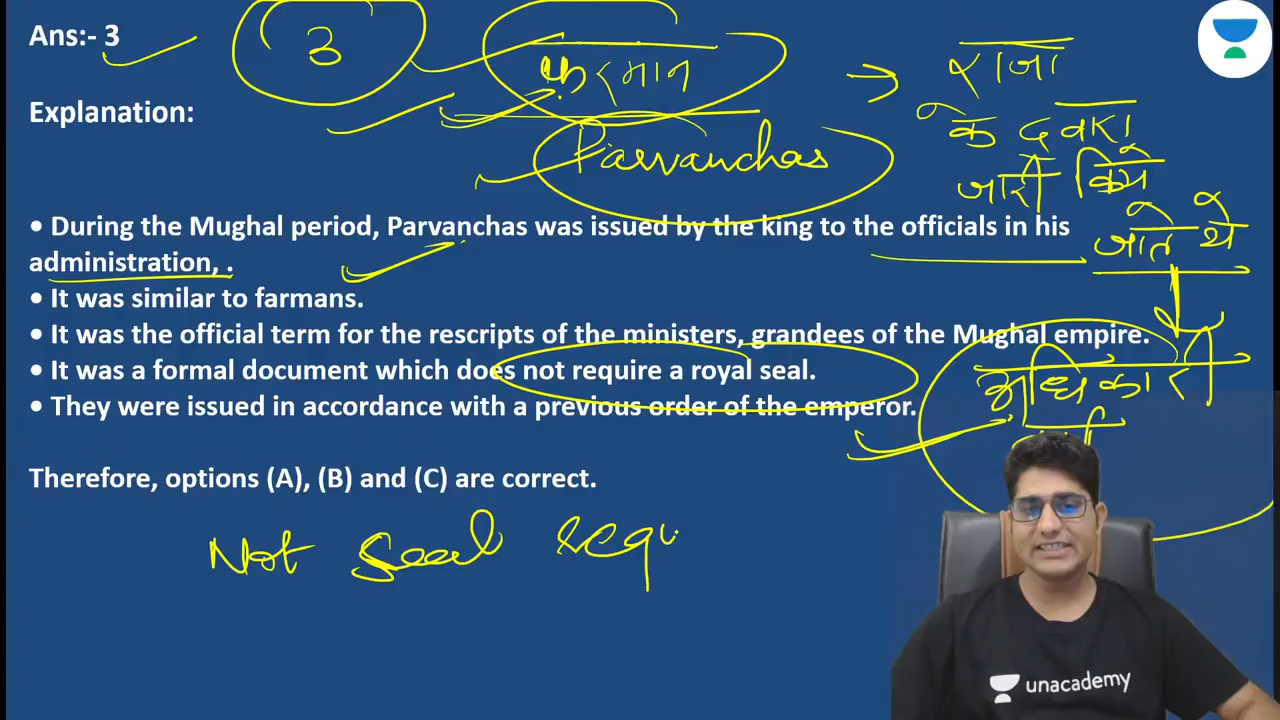 Ans:- 3
3
फरमान
Parvanchas
→ राजा
के द्वारा
जारी किये
जाते थे
अधिकारी
Explanation:
• During the Mughal period, Parvanchas was issued by the king to the officials in his
administration, .
• It was similar to farmans.
• It was the official term for the rescripts of the ministers, grandees of the Mughal empire.
• It was a formal document which does not require a royal seal.
• They were issued in accordance with a previous order of the emperor.
Therefore, options (A), (B) and (C) are correct.
Not seal requ
unacademy